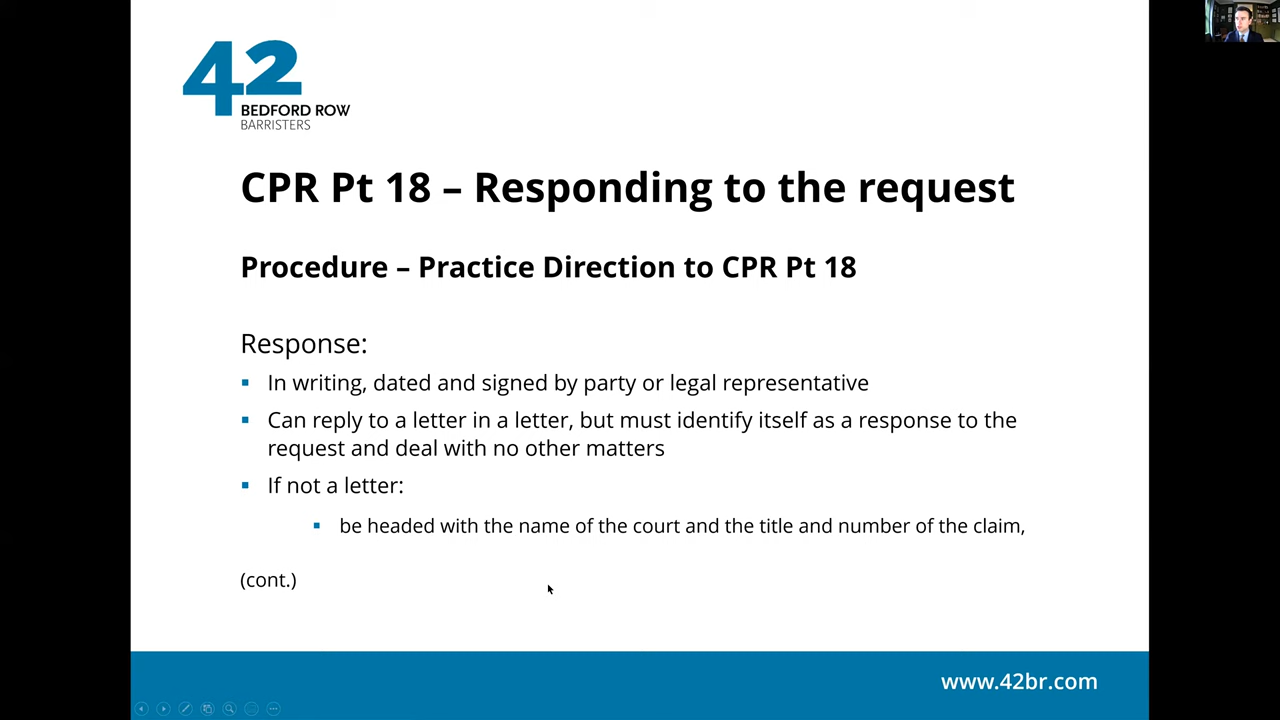 42
BEDFORD ROW
BARRISTERS
CPR Pt 18 – Responding to the request
Procedure – Practice Direction to CPR Pt 18
Response:
▪ In writing, dated and signed by party or legal representative
▪ Can reply to a letter in a letter, but must identify itself as a response to the
request and deal with no other matters
▪ If not a letter:
▪ be headed with the name of the court and the title and number of the claim,
(cont.)
www.42br.com